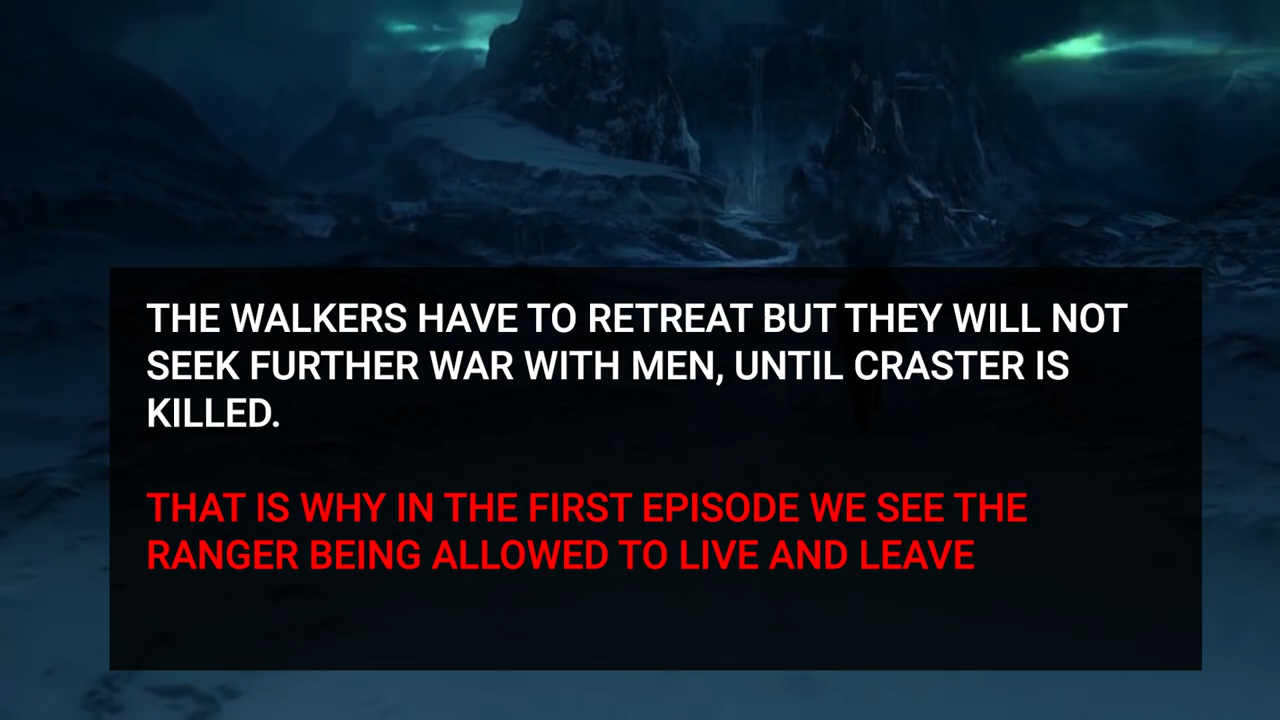 THE WALKERS HAVE TO RETREAT BUT THEY WILL NOT
SEEK FURTHER WAR WITH MEN, UNTIL CRASTER IS
KILLED.
THAT IS WHY IN THE FIRST EPISODE WE SEE THE
RANGER BEING ALLOWED TO LIVE AND LEAVE